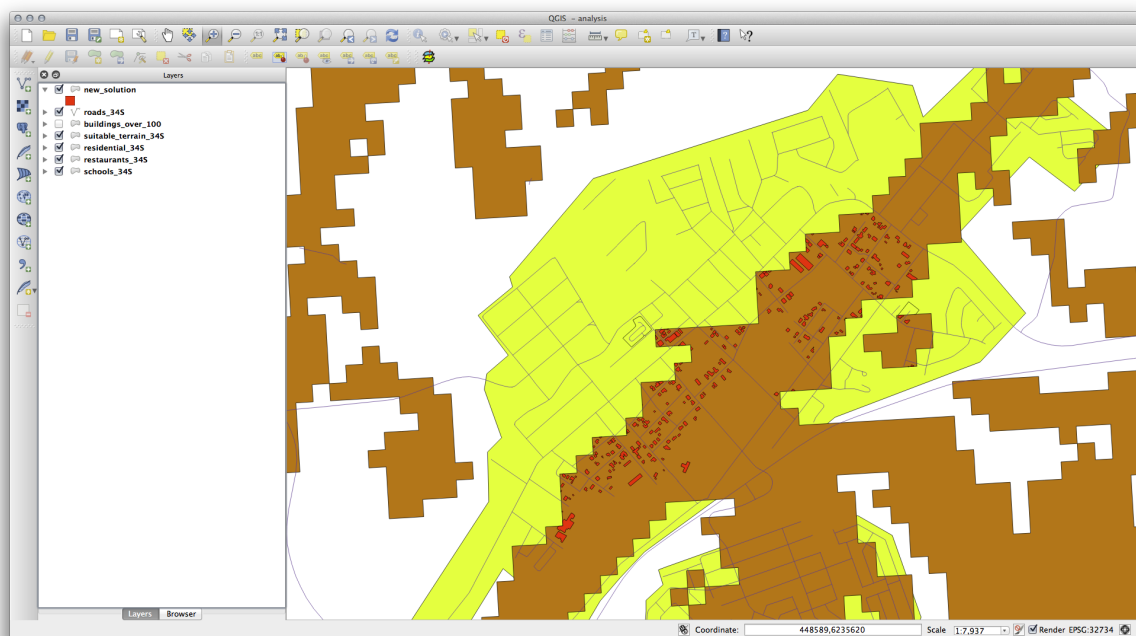 QGIS - analysis
Layers
new_solution
roads_34S
buildings_over_100
suitable_terrain_34S
residential_34S
restaurants_34S
schools_34S
Layers Browser
Coordinate: 448589,6235620 Scale 1:7,937 Render EPSG:32734